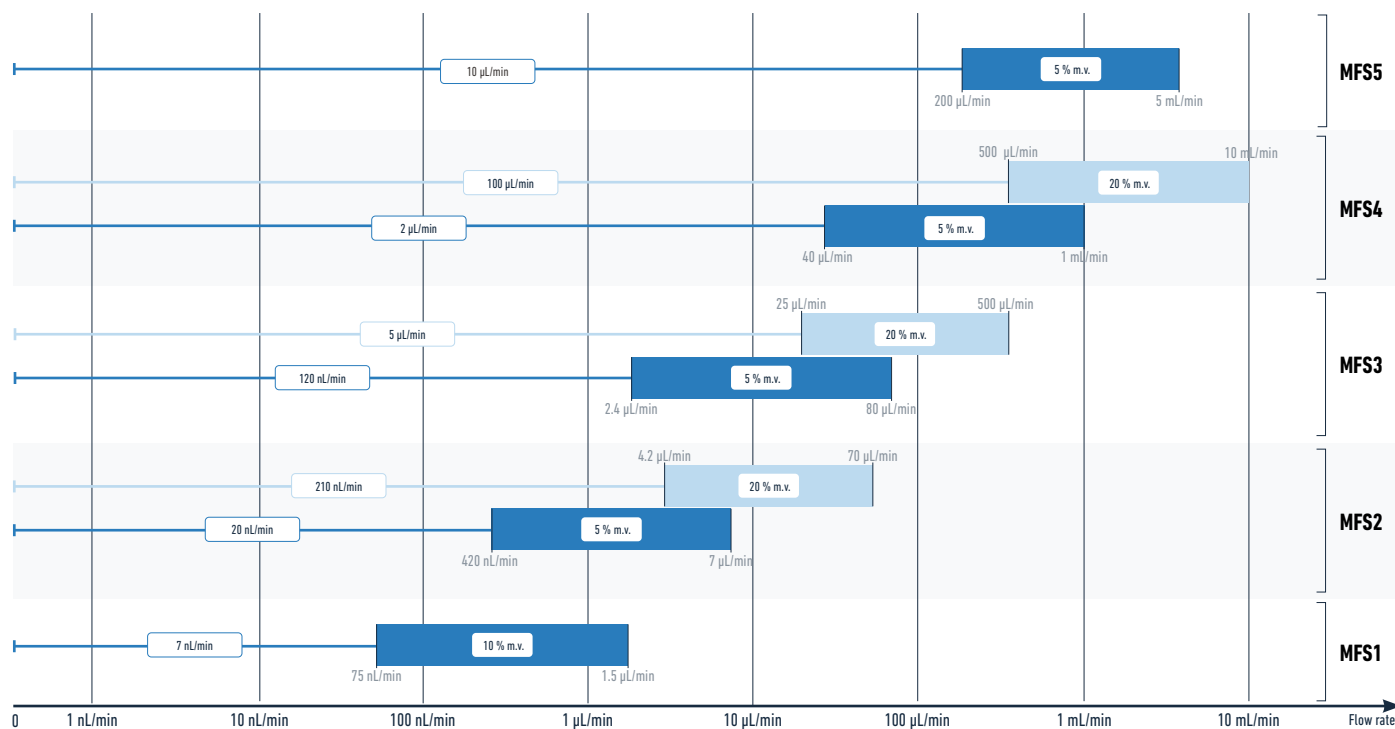 10 µL/min
5 % m.v.
200 µL/min
5 mL/min
MFS5
500 µL/min
10 mL/min
100 µL/min
20 % m.v.
2 µL/min
5 % m.v.
40 µL/min
1 mL/min
MFS4
25 µL/min
500 µL/min
5 µL/min
20 % m.v.
120 nL/min
5 % m.v.
2.4 µL/min
80 µL/min
MFS3
4.2 µL/min
70 µL/min
210 nL/min
20 % m.v.
20 nL/min
5 % m.v.
420 nL/min
7 µL/min
MFS2
7 nL/min
10 % m.v.
75 nL/min
1.5 µL/min
MFS1
0
1 nL/min
10 nL/min
100 nL/min
1 µL/min
10 µL/min
100 µL/min
1 mL/min
10 mL/min
Flow rate